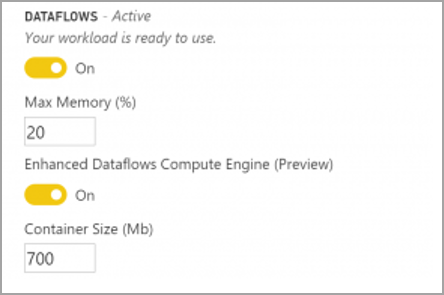 DATAFLOWS - Active
Your workload is ready to use.
On
Max Memory (%)
20
Enhanced Dataflows Compute Engine (Preview)
On
Container Size (Mb)
700